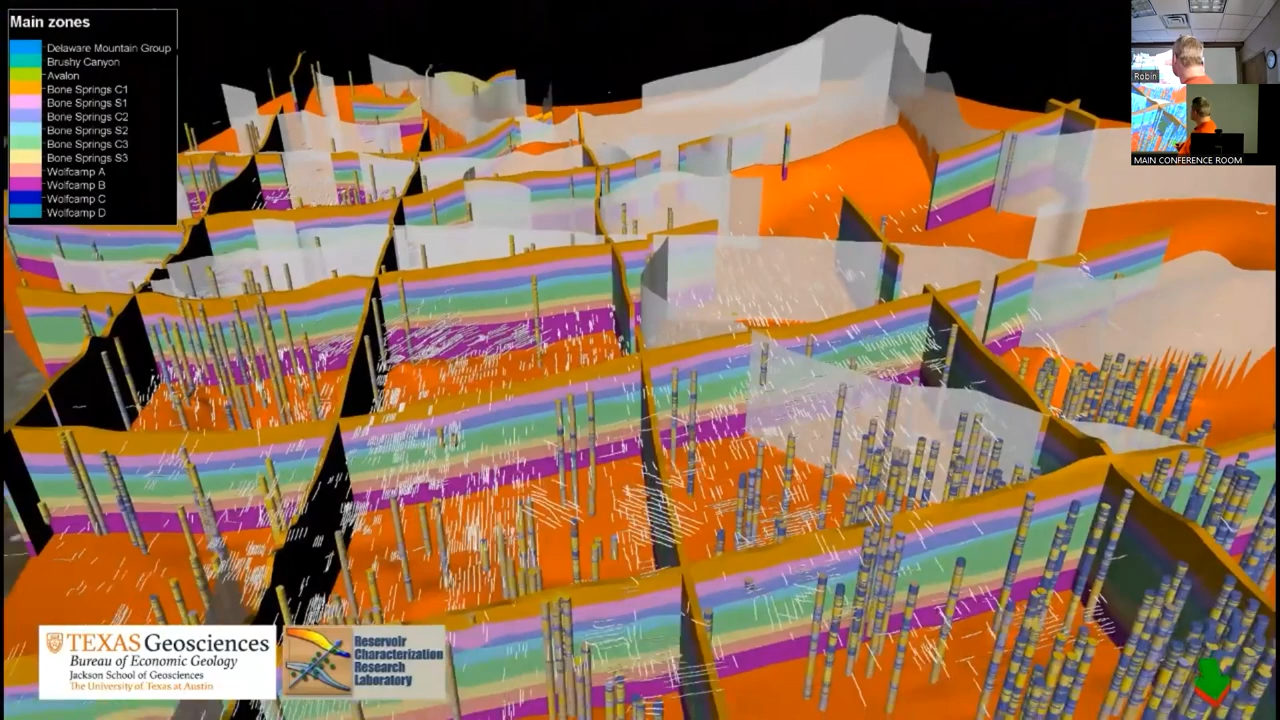 Main zones
Delaware Mountain Group
Brushy Canyon
Avalon
Bone Springs C1
Bone Springs S1
Bone Springs C2
Bone Springs S2
Bone Springs C3
Bone Springs S3
Wolfcamp A
Wolfcamp B
Wolfcamp C
Wolfcamp D
Robin
MAIN CONFERENCE ROOM
TEXAS Geosciences
Bureau of Economic Geology
Jackson School of Geosciences
The University of Texas at Austin
Reservoir
Characterization
Research
Laboratory